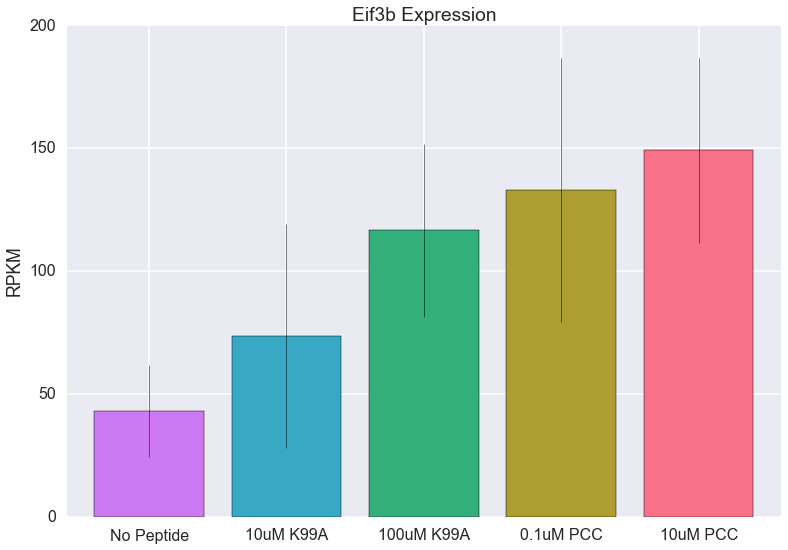 Eif3b Expression
200
150
100
50
0
RPKM
No Peptide
10uM K99A
100uM K99A
0.1uM PCC
10uM PCC